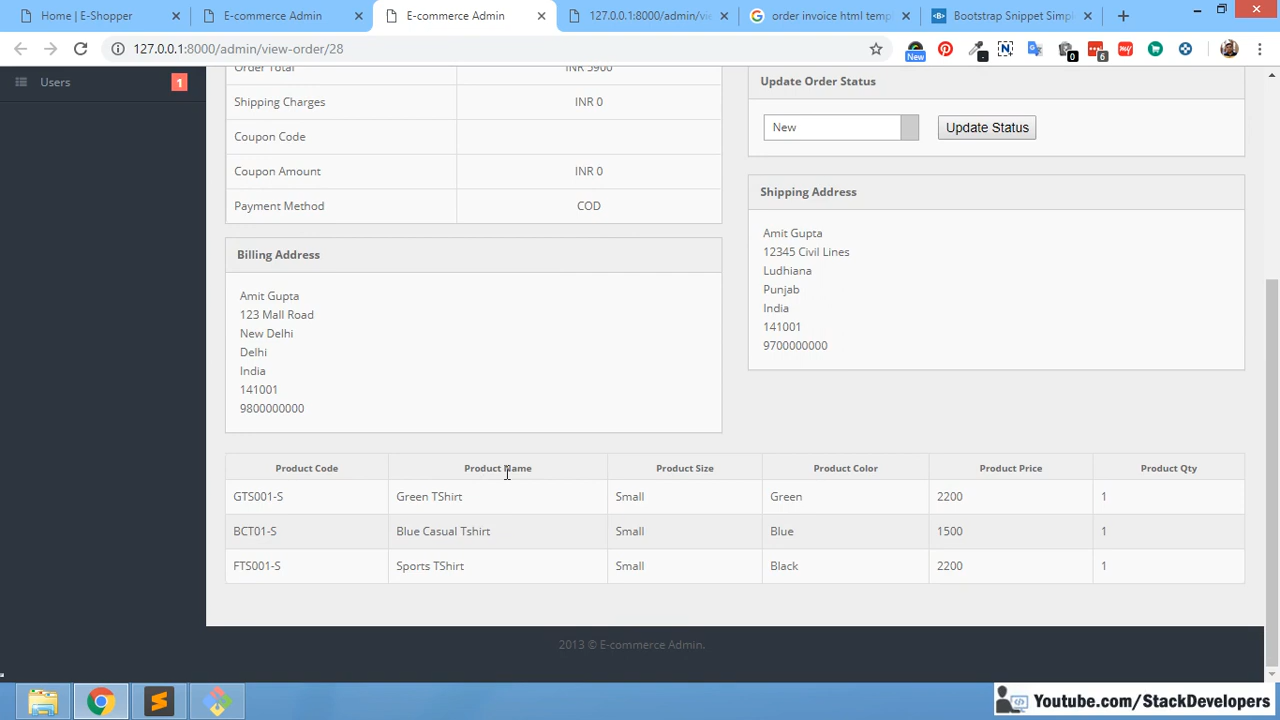 Home | E-Shopper
E-commerce Admin
E-commerce Admin
127.0.0.1:8000/admin/vi
order invoice html temp
Bootstrap Snippet Simpl
127.0.0.1:8000/admin/view-order/28
New
0
6
my
Users
1
Order Total
INR 5900
Shipping Charges
INR 0
Coupon Code
Coupon Amount
INR 0
Payment Method
COD
Update Order Status
New
Update Status
Billing Address
Amit Gupta
123 Mall Road
New Delhi
Delhi
India
141001
9800000000
Shipping Address
Amit Gupta
12345 Civil Lines
Ludhiana
Punjab
India
141001
9700000000
Product Code Product Name Product Size Product Color Product Price Product Qty
GTS001-S Green TShirt Small Green 2200 1
BCT01-S Blue Casual Tshirt Small Blue 1500 1
FTS001-S Sports TShirt Small Black 2200 1
2013 © E-commerce Admin.
Youtube.com/StackDevelopers